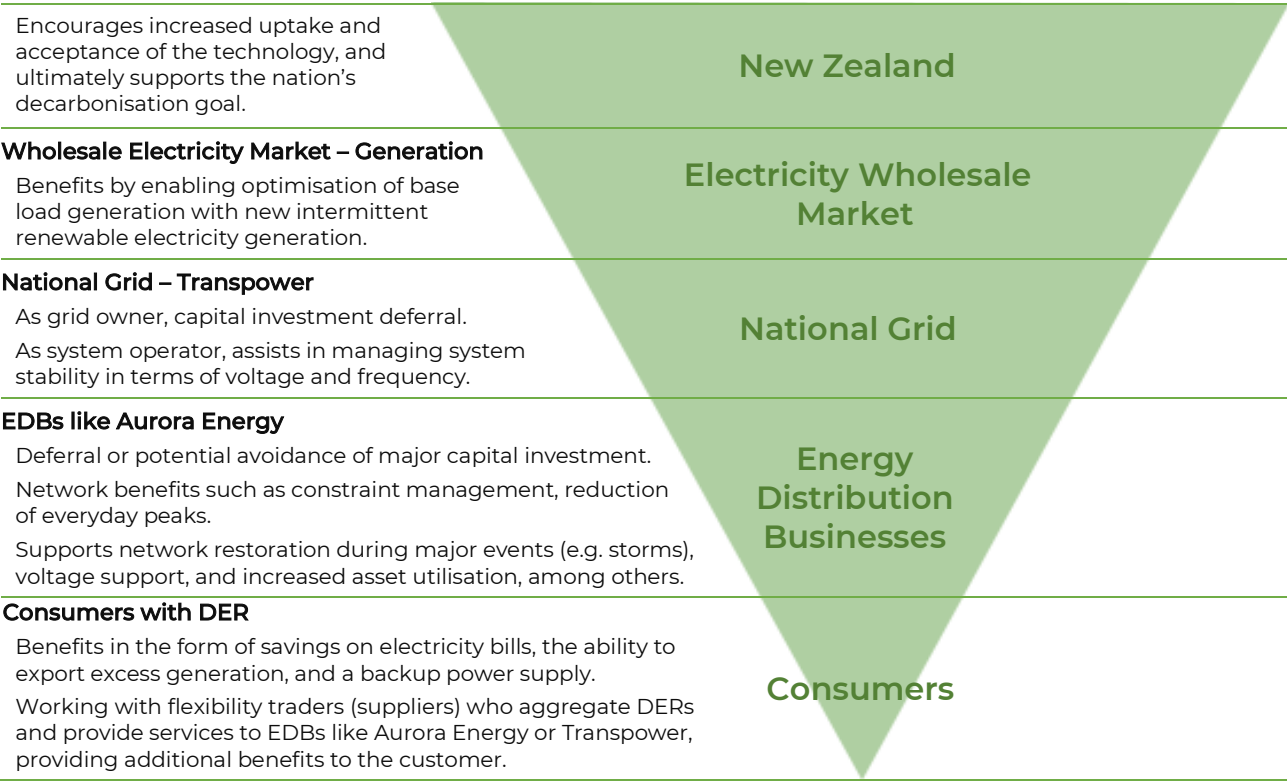 Encourages increased uptake and
acceptance of the technology, and
ultimately supports the nation's
decarbonisation goal.
New Zealand
Wholesale Electricity Market – Generation
Benefits by enabling optimisation of base
load generation with new intermittent
renewable electricity generation.
Electricity Wholesale
Market
National Grid – Transpower
As grid owner, capital investment deferral.
As system operator, assists in managing system
stability in terms of voltage and frequency.
National Grid
EDBs like Aurora Energy
Deferral or potential avoidance of major capital investment.
Network benefits such as constraint management, reduction
of everyday peaks.
Supports network restoration during major events (e.g. storms),
voltage support, and increased asset utilisation, among others.
Energy
Distribution
Businesses
Consumers with DER
Benefits in the form of savings on electricity bills, the ability to
export excess generation, and a backup power supply.
Working with flexibility traders (suppliers) who aggregate DERs
and provide services to EDBs like Aurora Energy or Transpower,
providing additional benefits to the customer.
Consumers